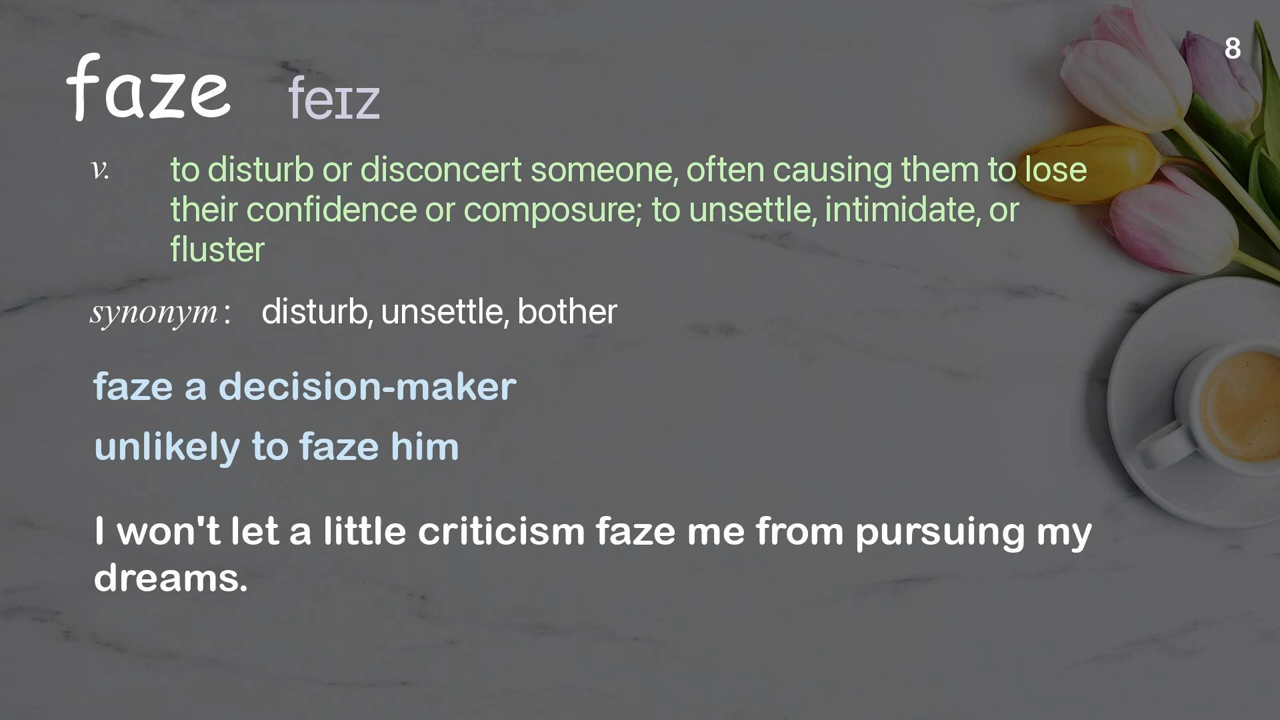 8
faze feɪz
v. to disturb or disconcert someone, often causing them to lose
their confidence or composure; to unsettle, intimidate, or
fluster
synonym: disturb, unsettle, bother
faze a decision-maker
unlikely to faze him
I won't let a little criticism faze me from pursuing my
dreams.